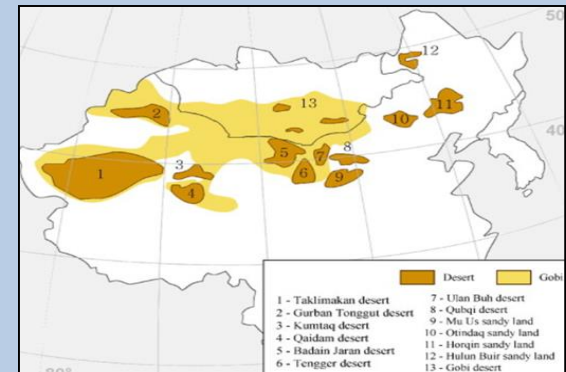 50
12
13
11
2
10
40
5
7
8
3
1
6
9
4
Desert
Gobi
1 - Taklimakan desert
2 - Gurban Tonggut desert
3 - Kumtaq desert
4 - Qaidam desert
5 - Badain Jaran desert
6 - Tengger desert
7 - Ulan Buh desert
8 - Qubqi desert
9 - Mu Us sandy land
10 - Otindaq sandy land
11 - Horqin sandy land
12 - Hulun Buir sandy land
13 - Gobi desert